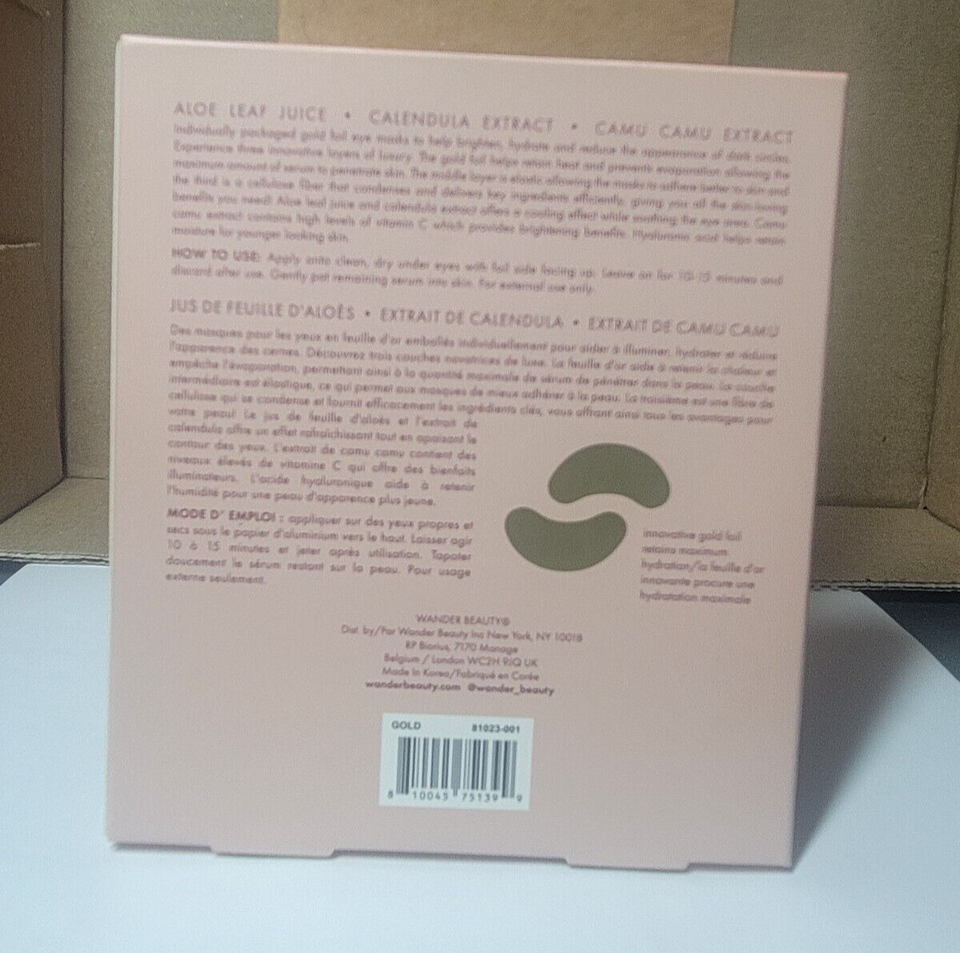 ALOE LEAF JUICE • CALENDULA EXTRACT • CAMU CAMU EXTRACT
Individually packaged gold foil eye masks to help brighten, hydrate and reduce the appearance of dark circles.
Experience three innovative layers of luxury. The gold foil helps retain heat and prevents evaporation allowing the
maximum amount of serum to penetrate skin. The middle layer is elastic allowing the masks to adhere better to skin and
the third is a cellulose fiber that condenses and delivers key ingredients efficiently, giving you all the skin-loving
benefits you need! Aloe leaf juice and calendula extract offers a cooling effect while soothing the eye area. Camu
camu extract contains high levels of vitamin C which provides brightening benefits. Hyaluronic acid helps retain
moisture for younger looking skin.
HOW TO USE: Apply onto clean, dry under eyes with foil side facing up. Leave on for 10-15 minutes and
discard after use. Gently pat remaining serum into skin. For external use only.
JUS DE FEUILLE D'ALOÈS • EXTRAIT DE CALENDULA • EXTRAIT DE CAMU CAMU
Des masques pour les yeux en feuille d'or emballés individuellement pour aider à illuminer, hydrater et réduire
l'apparence des cernes. Découvrez trois couches novatrices de luxe. La feuille d'or aide à retenir la chaleur et
empêche l'évaporation, permettant ainsi à la quantité maximale de sérum de pénétrer dans la peau. La couche
intermédiaire est élastique, ce qui permet aux masques de mieux adhérer à la peau. La troisième est une fibre de
cellulose qui se condense et fournit efficacement les ingrédients clés, vous offrant ainsi tous les avantages pour
votre peau! Le jus de feuille d'aloès et l'extrait de
calendula offre un effet rafraîchissant tout en apaisant le
contour des yeux. L'extrait de camu camu contient des
niveaux élevés de vitamine C qui offre des bienfaits
illuminateurs. L'acide hyaluronique aide à retenir
l'humidité pour une peau d'apparence plus jeune.
MODE D' EMPLOI : appliquer sur des yeux propres et
secs sous le papier d'aluminium vers le haut. Laisser agir
10 à 15 minutes et jeter après utilisation. Tapoter
doucement le sérum restant sur la peau. Pour usage
externe seulement.
innovative gold foil
retains maximum
hydration/la feuille d'or
innovante procure une
hydratation maximale
WANDER BEAUTY®
Dist. by/Par Wander Beauty Inc New York, NY 10018
RP Biorius, 7170 Manage
Belgium / London WC2H 9JQ UK
Made In Korea/Fabriqué en Corée
wanderbeauty.com @wander_beauty
GOLD 81023-001
8 10045 75139 9